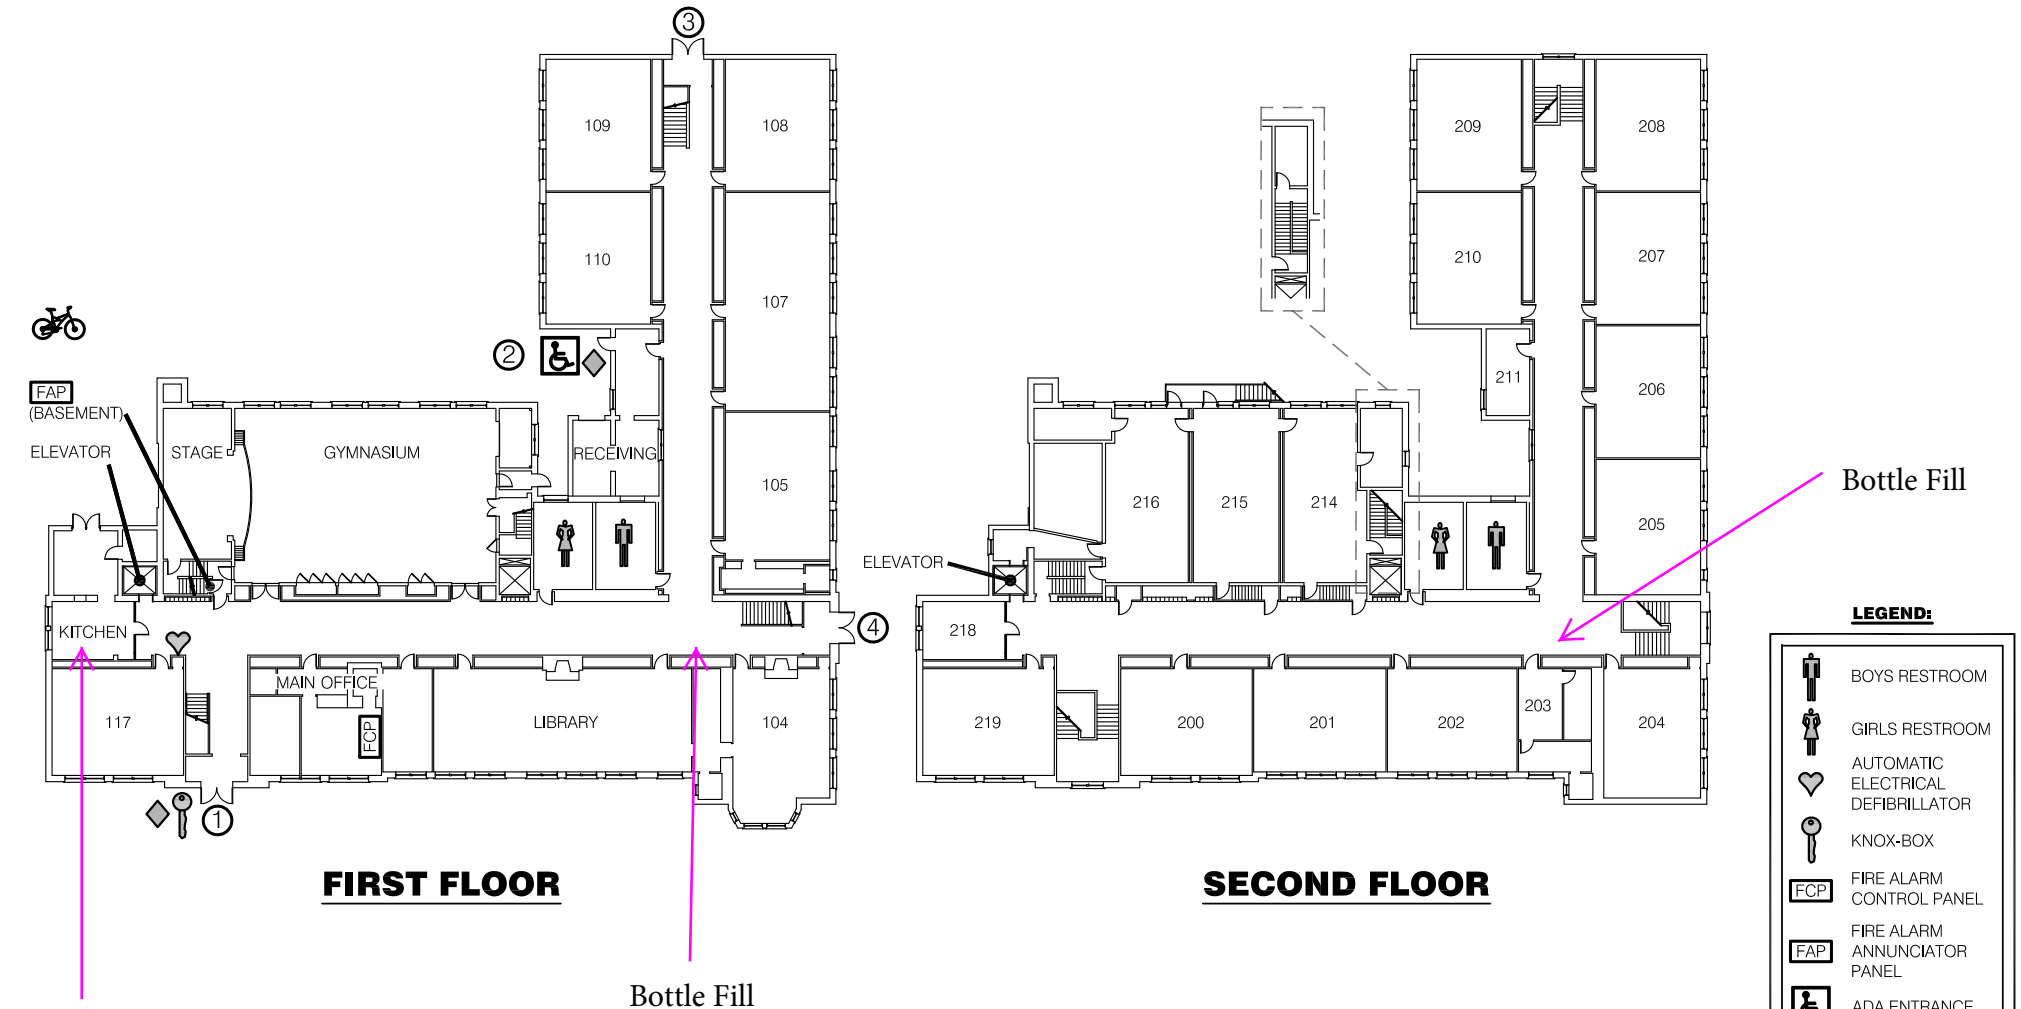 3
109
108
110
107
2
FAP
(BASEMENT)
ELEVATOR
STAGE
GYMNASIUM
RECEIVING
105
KITCHEN
4
MAIN OFFICE
117
FCP
LIBRARY
104
1
FIRST FLOOR
Bottle Fill
209
208
210
207
211
206
216
215
214
205
ELEVATOR
218
219
200
201
202
203
204
SECOND FLOOR
Bottle Fill
LEGEND:
BOYS RESTROOM
GIRLS RESTROOM
AUTOMATIC
ELECTRICAL
DEFIBRILLATOR
KNOX-BOX
FCP
FIRE ALARM
CONTROL PANEL
FAP
FIRE ALARM
ANNUNCIATOR
PANEL
ADA ENTRANCE